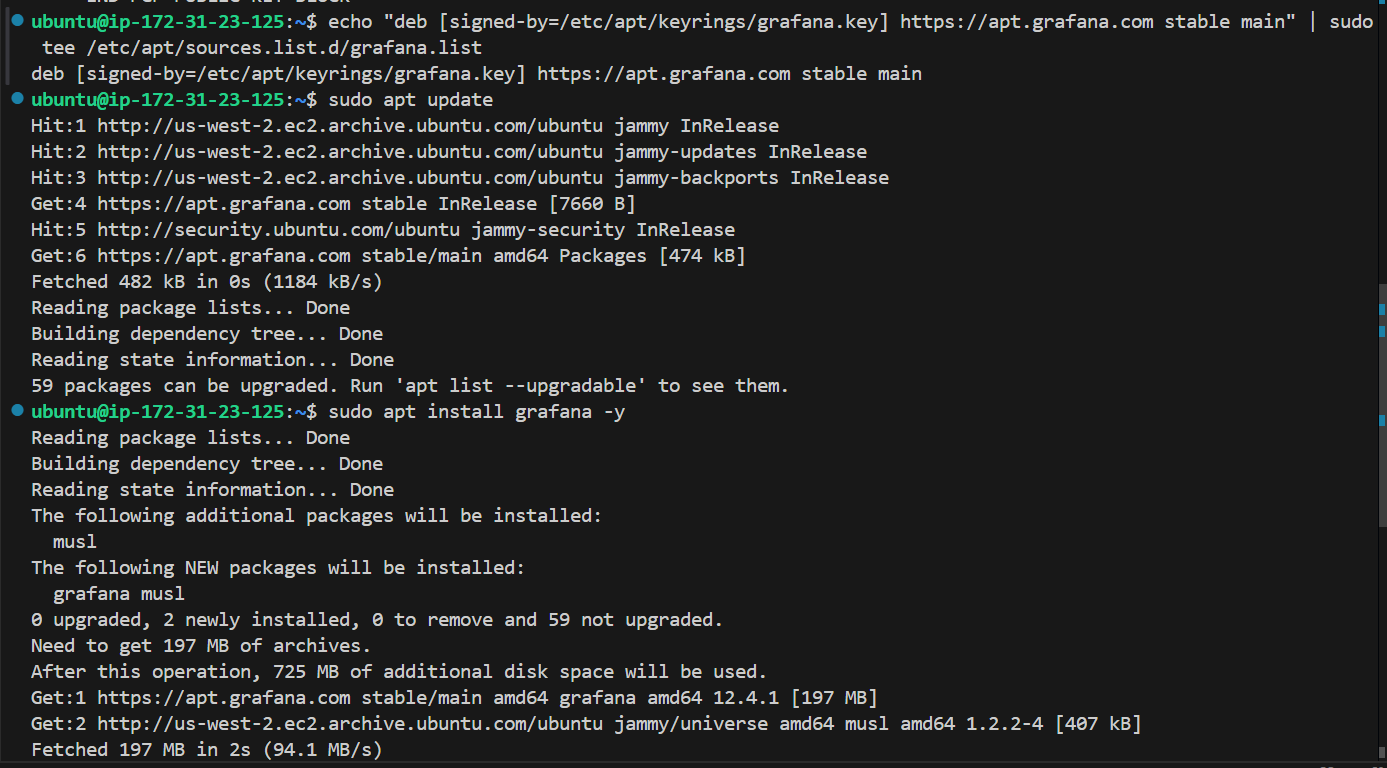 ubuntu@ip-172-31-23-125:~$ echo "deb [signed-by=/etc/apt/keyrings/grafana.key] https://apt.grafana.com stable main" | sudo
 tee /etc/apt/sources.list.d/grafana.list
deb [signed-by=/etc/apt/keyrings/grafana.key] https://apt.grafana.com stable main
ubuntu@ip-172-31-23-125:~$ sudo apt update
Hit:1 http://us-west-2.ec2.archive.ubuntu.com/ubuntu jammy InRelease
Hit:2 http://us-west-2.ec2.archive.ubuntu.com/ubuntu jammy-updates InRelease
Hit:3 http://us-west-2.ec2.archive.ubuntu.com/ubuntu jammy-backports InRelease
Get:4 https://apt.grafana.com stable InRelease [7660 B]
Hit:5 http://security.ubuntu.com/ubuntu jammy-security InRelease
Get:6 https://apt.grafana.com stable/main amd64 Packages [474 kB]
Fetched 482 kB in 0s (1184 kB/s)
Reading package lists... Done
Building dependency tree... Done
Reading state information... Done
59 packages can be upgraded. Run 'apt list --upgradable' to see them.
ubuntu@ip-172-31-23-125:~$ sudo apt install grafana -y
Reading package lists... Done
Building dependency tree... Done
Reading state information... Done
The following additional packages will be installed:
  musl
The following NEW packages will be installed:
  grafana musl
0 upgraded, 2 newly installed, 0 to remove and 59 not upgraded.
Need to get 197 MB of archives.
After this operation, 725 MB of additional disk space will be used.
Get:1 https://apt.grafana.com stable/main amd64 grafana amd64 12.4.1 [197 MB]
Get:2 http://us-west-2.ec2.archive.ubuntu.com/ubuntu jammy/universe amd64 musl amd64 1.2.2-4 [407 kB]
Fetched 197 MB in 2s (94.1 MB/s)